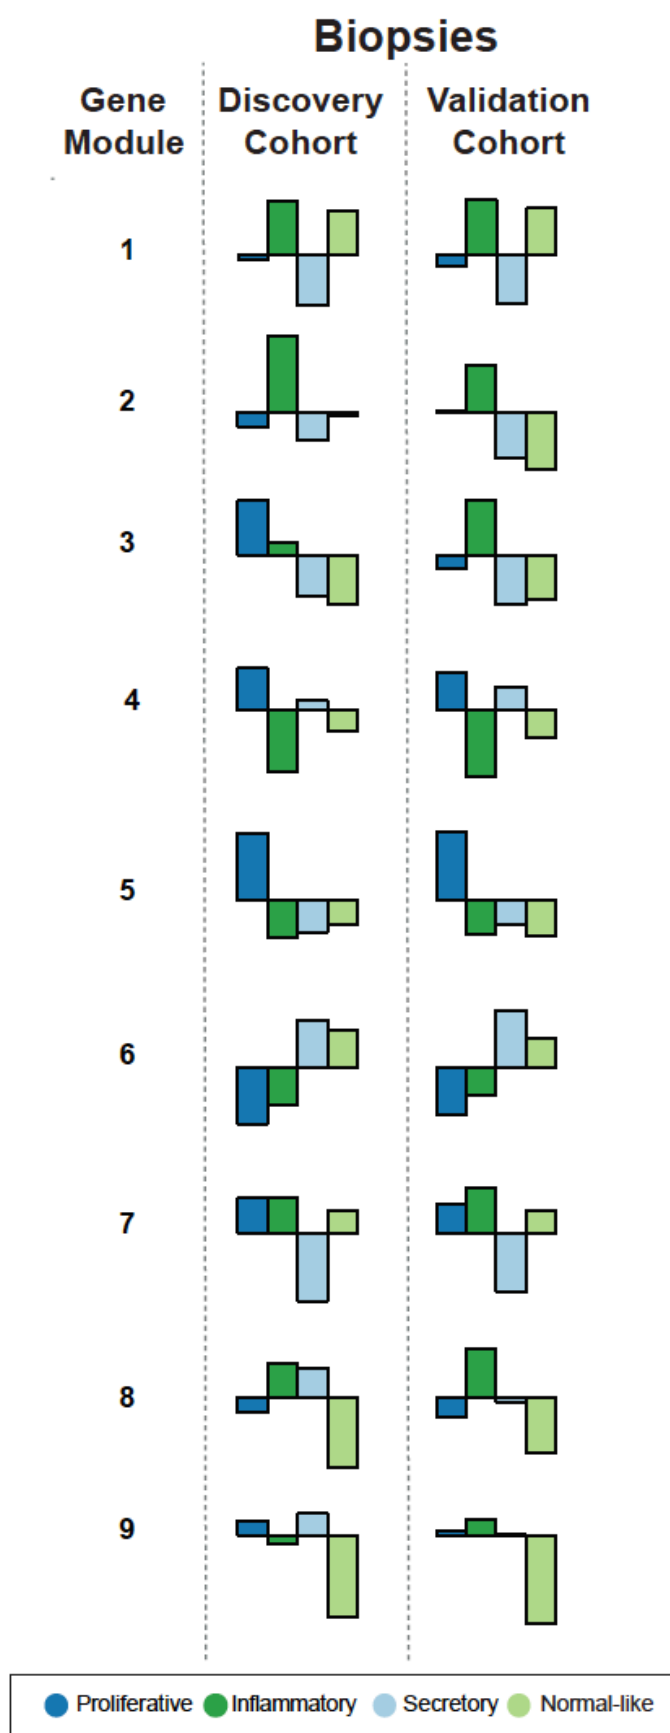 Biopsies
Gene Module
Discovery Cohort
Validation Cohort
1
2
3
4
5
6
7
8
9
Proliferative Inflammatory Secretory Normal-like